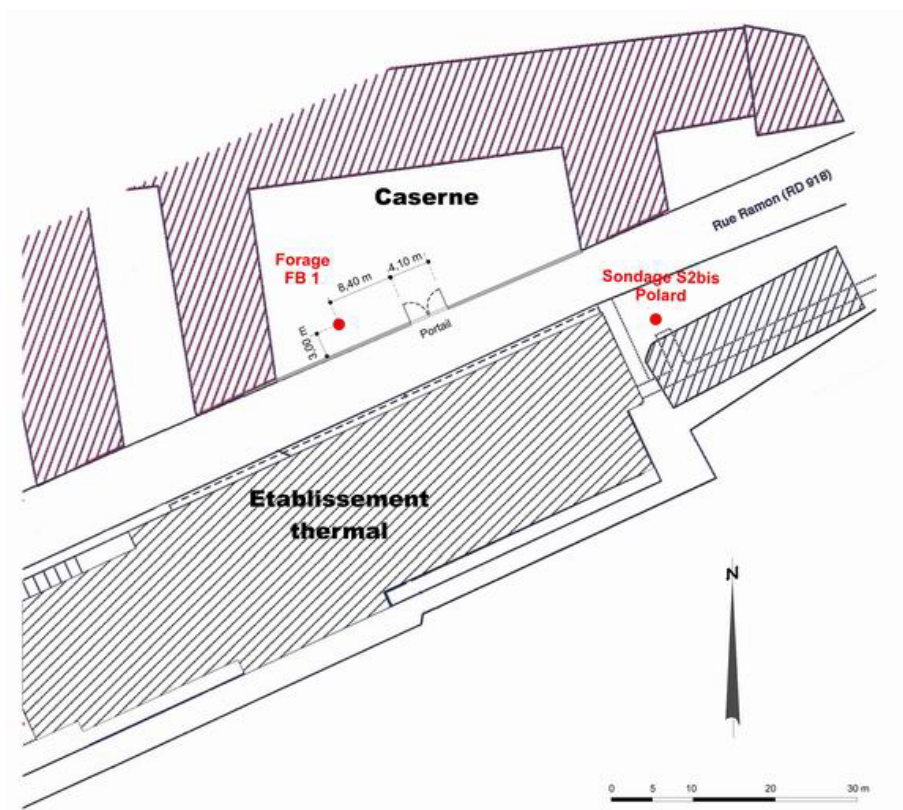 Caserne
Rue Ramon (RD 918)
Forage
FB 1
8,40 m
4,10 m
3,00 m
Portail
Sondage S2bis
Polard
Etablissement
thermal
N
0 5 10 20 30 m